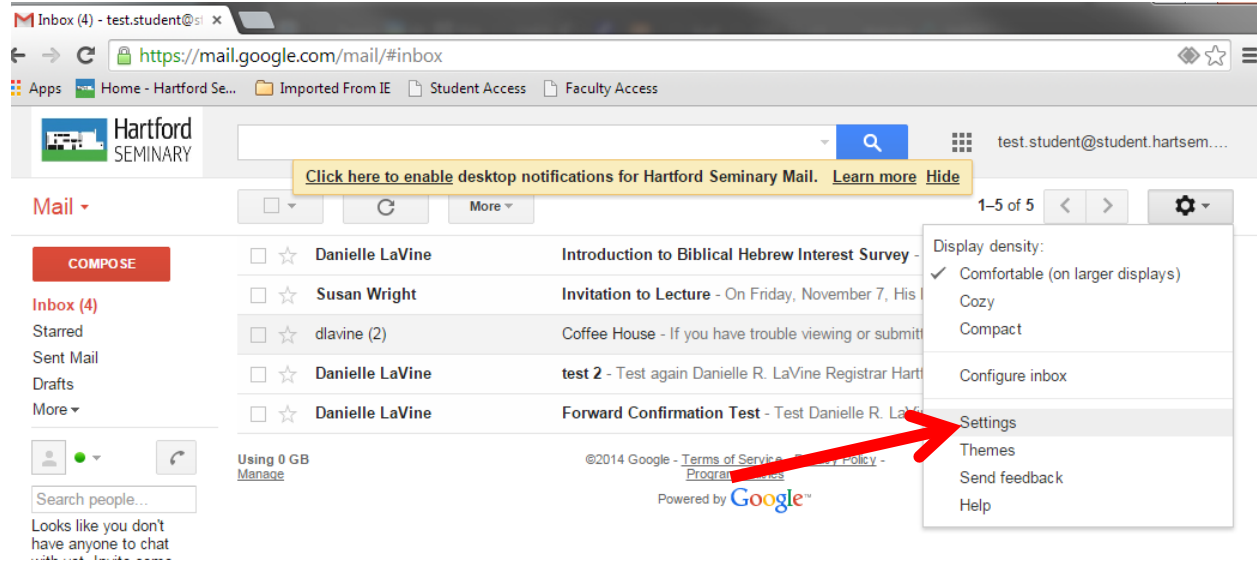 Inbox (4) - test.student@st
https://mail.google.com/mail/#inbox
Apps Home - Hartford Se... Imported From IE Student Access Faculty Access
Hartford
SEMINARY
test.student@student.hartsem....
Click here to enable desktop notifications for Hartford Seminary Mail. Learn more Hide
Mail
More
1–5 of 5
COMPOSE
Inbox (4)
Starred
Sent Mail
Drafts
More
Search people...
Looks like you don't
have anyone to chat
Danielle LaVine Introduction to Biblical Hebrew Interest Survey -
Susan Wright Invitation to Lecture - On Friday, November 7, His
dlavine (2) Coffee House - If you have trouble viewing or submitt
Danielle LaVine test 2 - Test again Danielle R. LaVine Registrar Hart
Danielle LaVine Forward Confirmation Test - Test Danielle R.
Using 0 GB
Manage
©2014 Google - Terms of Service - Policy -
Powered by Google™
Display density:
Comfortable (on larger displays)
Cozy
Compact
Configure inbox
Settings
Themes
Send feedback
Help